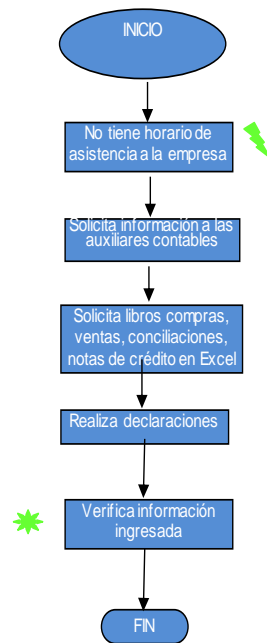 INICIO
No tiene horario de
asistencia a la empresa
Solicita información a las
auxiliares contables
Solicita libros compras,
ventas, conciliaciones,
notas de crédito en Excel
Realiza declaraciones
Verifica información
ingresada
FIN